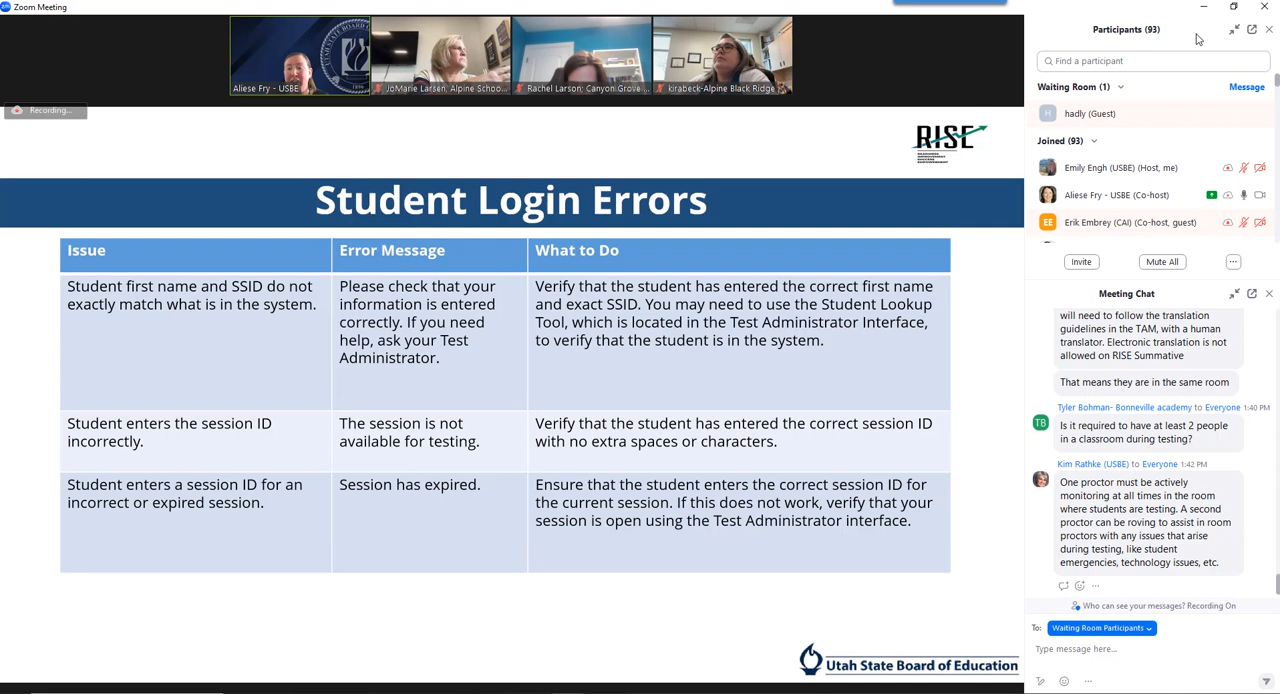 Zoom Meeting
Aliese Fry - USBE
JoMarie Larsen, Alpine Schoo...
Rachel Larson; Canyon Grove ...
kirabeck-Alpine Black Ridge
Recording...
RISE
Student Login Errors
Issue
Error Message
What to Do
Student first name and SSID do not
exactly match what is in the system.
Please check that your
information is entered
correctly. If you need
help, ask your Test
Administrator.
Verify that the student has entered the correct first name
and exact SSID. You may need to use the Student Lookup
Tool, which is located in the Test Administrator Interface,
to verify that the student is in the system.
Student enters the session ID
incorrectly.
The session is not
available for testing.
Verify that the student has entered the correct session ID
with no extra spaces or characters.
Student enters a session ID for an
incorrect or expired session.
Session has expired.
Ensure that the student enters the correct session ID for
the current session. If this does not work, verify that your
session is open using the Test Administrator interface.
Utah State Board of Education
Participants (93)
Find a participant
Waiting Room (1)
Message
H
hadly (Guest)
Joined (93)
Emily Engh (USBE) (Host, me)
Aliese Fry - USBE (Co-host)
EE
Erik Embrey (CAI) (Co-host, guest)
Invite
Mute All
...
Meeting Chat
will need to follow the translation
guidelines in the TAM, with a human
translator. Electronic translation is not
allowed on RISE Summative
That means they are in the same room
Tyler Bohman- Bonneville academy to Everyone 1:40 PM
TB
Is it required to have at least 2 people
in a classroom during testing?
Kim Rathke (USBE) to Everyone 1:42 PM
One proctor must be actively
monitoring at all times in the room
where students are testing. A second
proctor can be roving to assist in room
proctors with any issues that arise
during testing, like student
emergencies, technology issues, etc.
Who can see your messages? Recording On
To: Waiting Room Participants
Type message here...